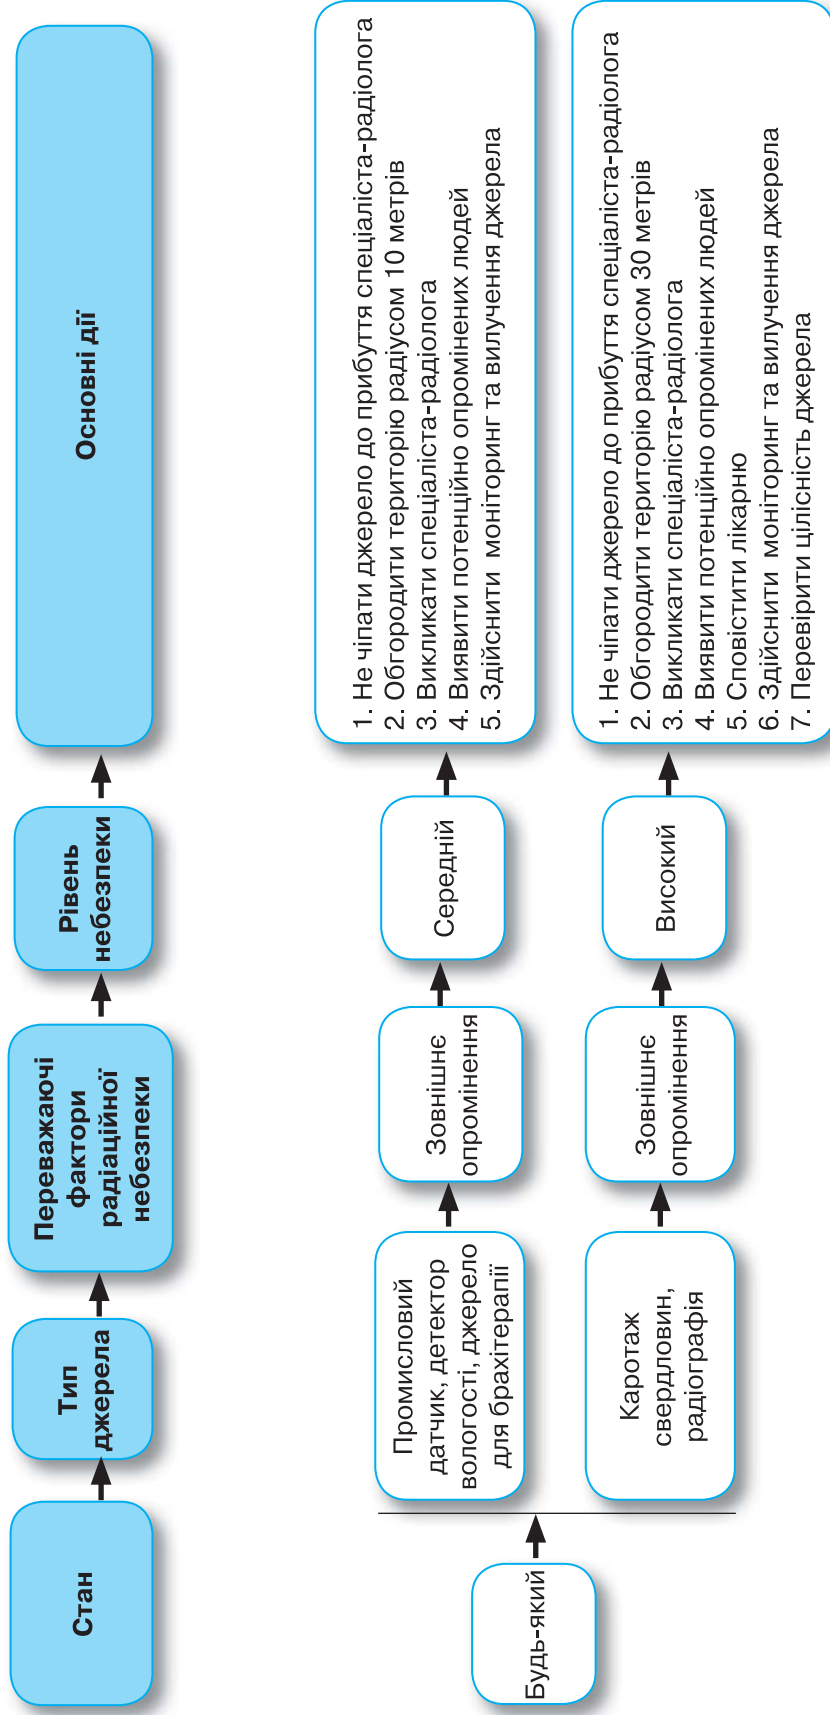 Стан
Тип
джерела
Переважаючі
фактори
радіаційної
небезпеки
Рівень
небезпеки
Основні дії
Будь-який
Промисловий
датчик, детектор
вологості, джерело
для брахітерапії
Зовнішнє
опромінення
Середній
1. Не чіпати джерело до прибуття спеціаліста-радіолога
2. Обгородити територію радіусом 10 метрів
3. Викликати спеціаліста-радіолога
4. Виявити потенційно опромінених людей
5. Здійснити моніторинг та вилучення джерела
Каротаж
свердловин,
радіографія
Зовнішнє
опромінення
Високий
1. Не чіпати джерело до прибуття спеціаліста-радіолога
2. Обгородити територію радіусом 30 метрів
3. Викликати спеціаліста-радіолога
4. Виявити потенційно опромінених людей
5. Сповістити лікарню
6. Здійснити моніторинг та вилучення джерела
7. Перевірити цілісність джерела